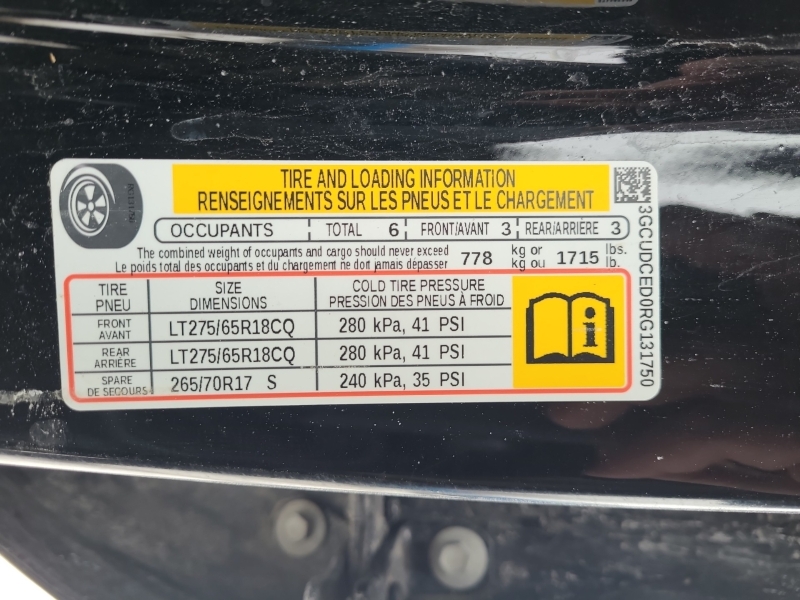 TIRE AND LOADING INFORMATION
RENSEIGNEMENTS SUR LES PNEUS ET LE CHARGEMENT
OCCUPANTS TOTAL 6 FRONT/AVANT 3 REAR/ARRIÈRE 3
The combined weight of occupants and cargo should never exceed 778 kg or 1715 lbs.
Le poids total des occupants et du chargement ne doit jamais dépasser kg ou lb.
TIRE SIZE COLD TIRE PRESSURE
PNEU DIMENSIONS PRESSION DES PNEUS À FROID
FRONT
AVANT LT275/65R18CQ 280 kPa, 41 PSI
REAR
ARRIÈRE LT275/65R18CQ 280 kPa, 41 PSI
SPARE
DE SECOURS 265/70R17 S 240 kPa, 35 PSI
3GCUDCED0RG131750